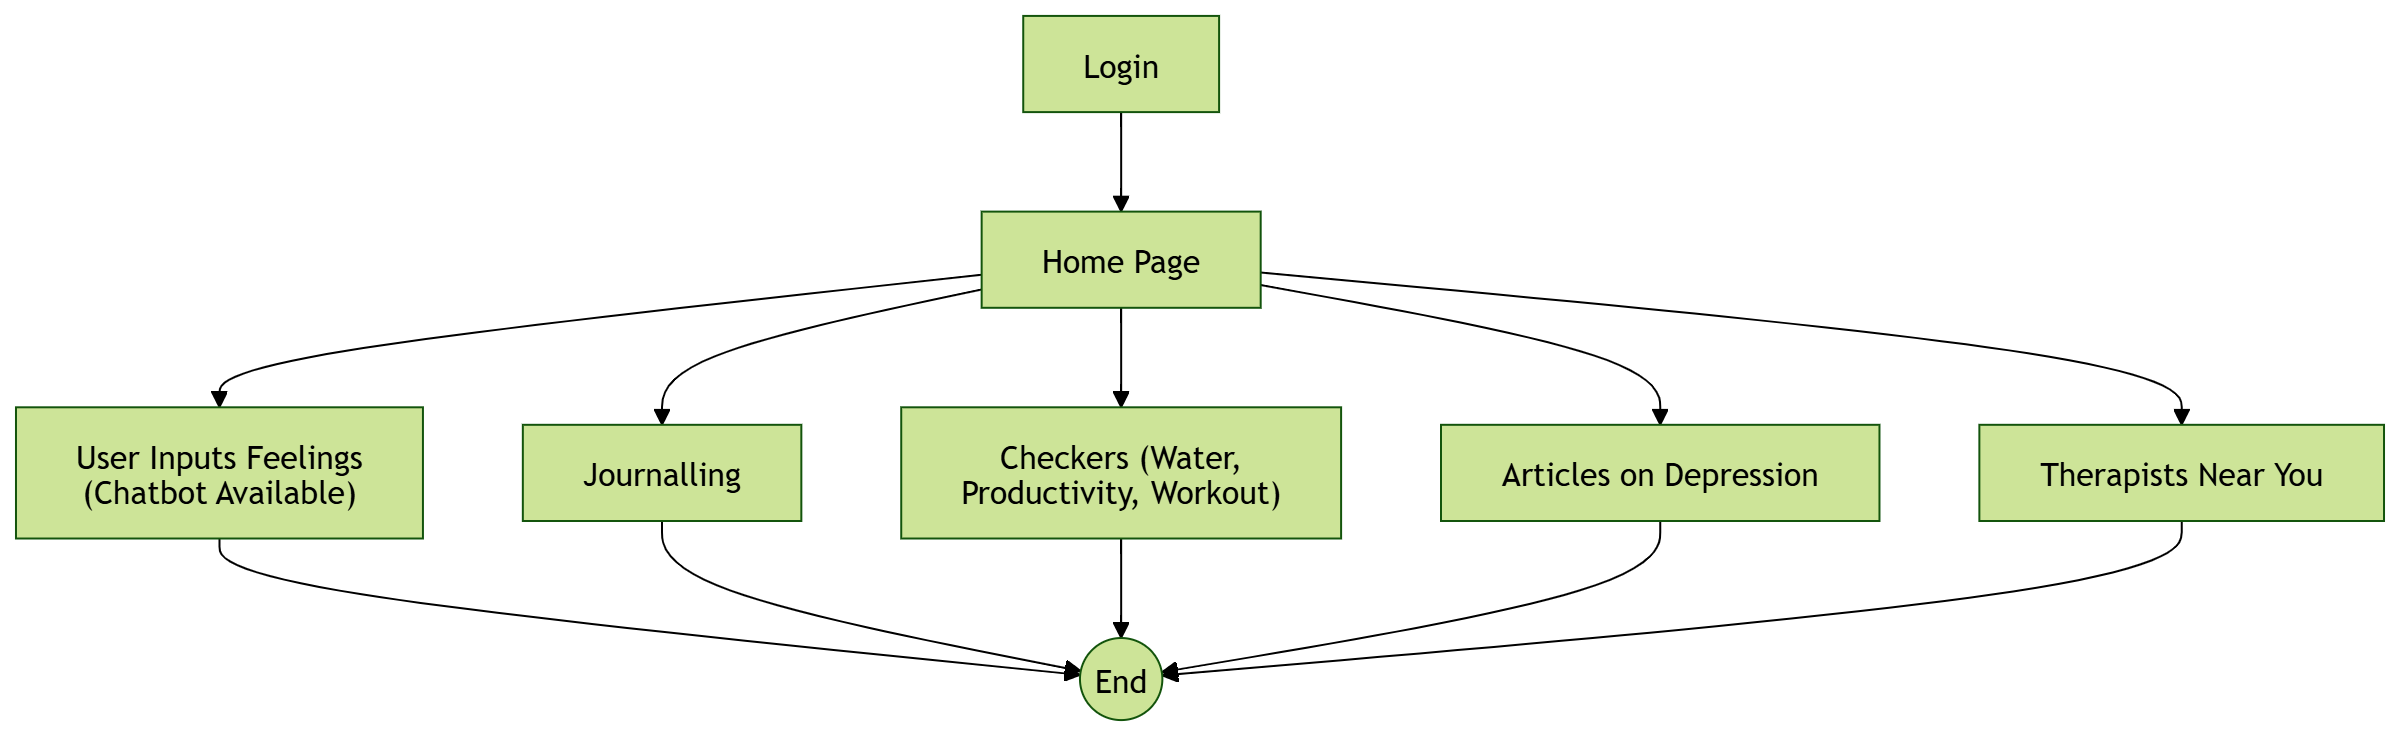 Login
Home Page
User Inputs Feelings
(Chatbot Available)
Journalling
Checkers (Water,
Productivity, Workout)
Articles on Depression
Therapists Near You
End